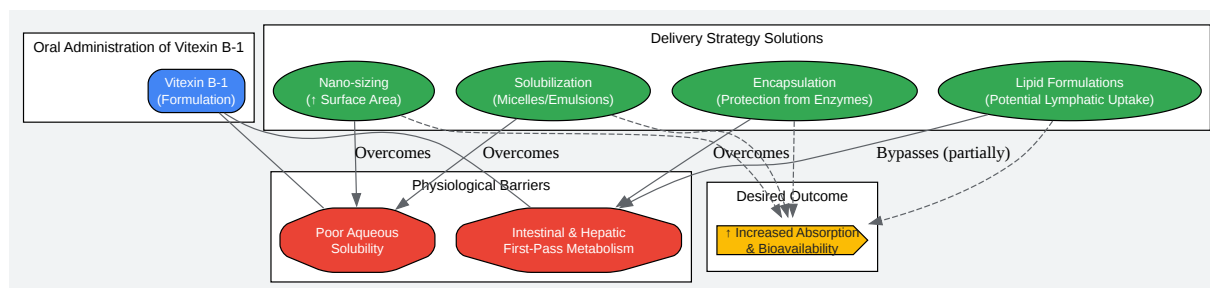 Oral Administration of Vitexin B-1
Vitexin B-1
(Formulation)
Delivery Strategy Solutions
Nano-sizing
(↑ Surface Area)
Solubilization
(Micelles/Emulsions)
Encapsulation
(Protection from Enzymes)
Lipid Formulations
(Potential Lymphatic Uptake)
Overcomes
Overcomes
Overcomes
Bypasses (partially)
Physiological Barriers
Poor Aqueous
Solubility
Intestinal & Hepatic
First-Pass Metabolism
Desired Outcome
↑ Increased Absorption
& Bioavailability